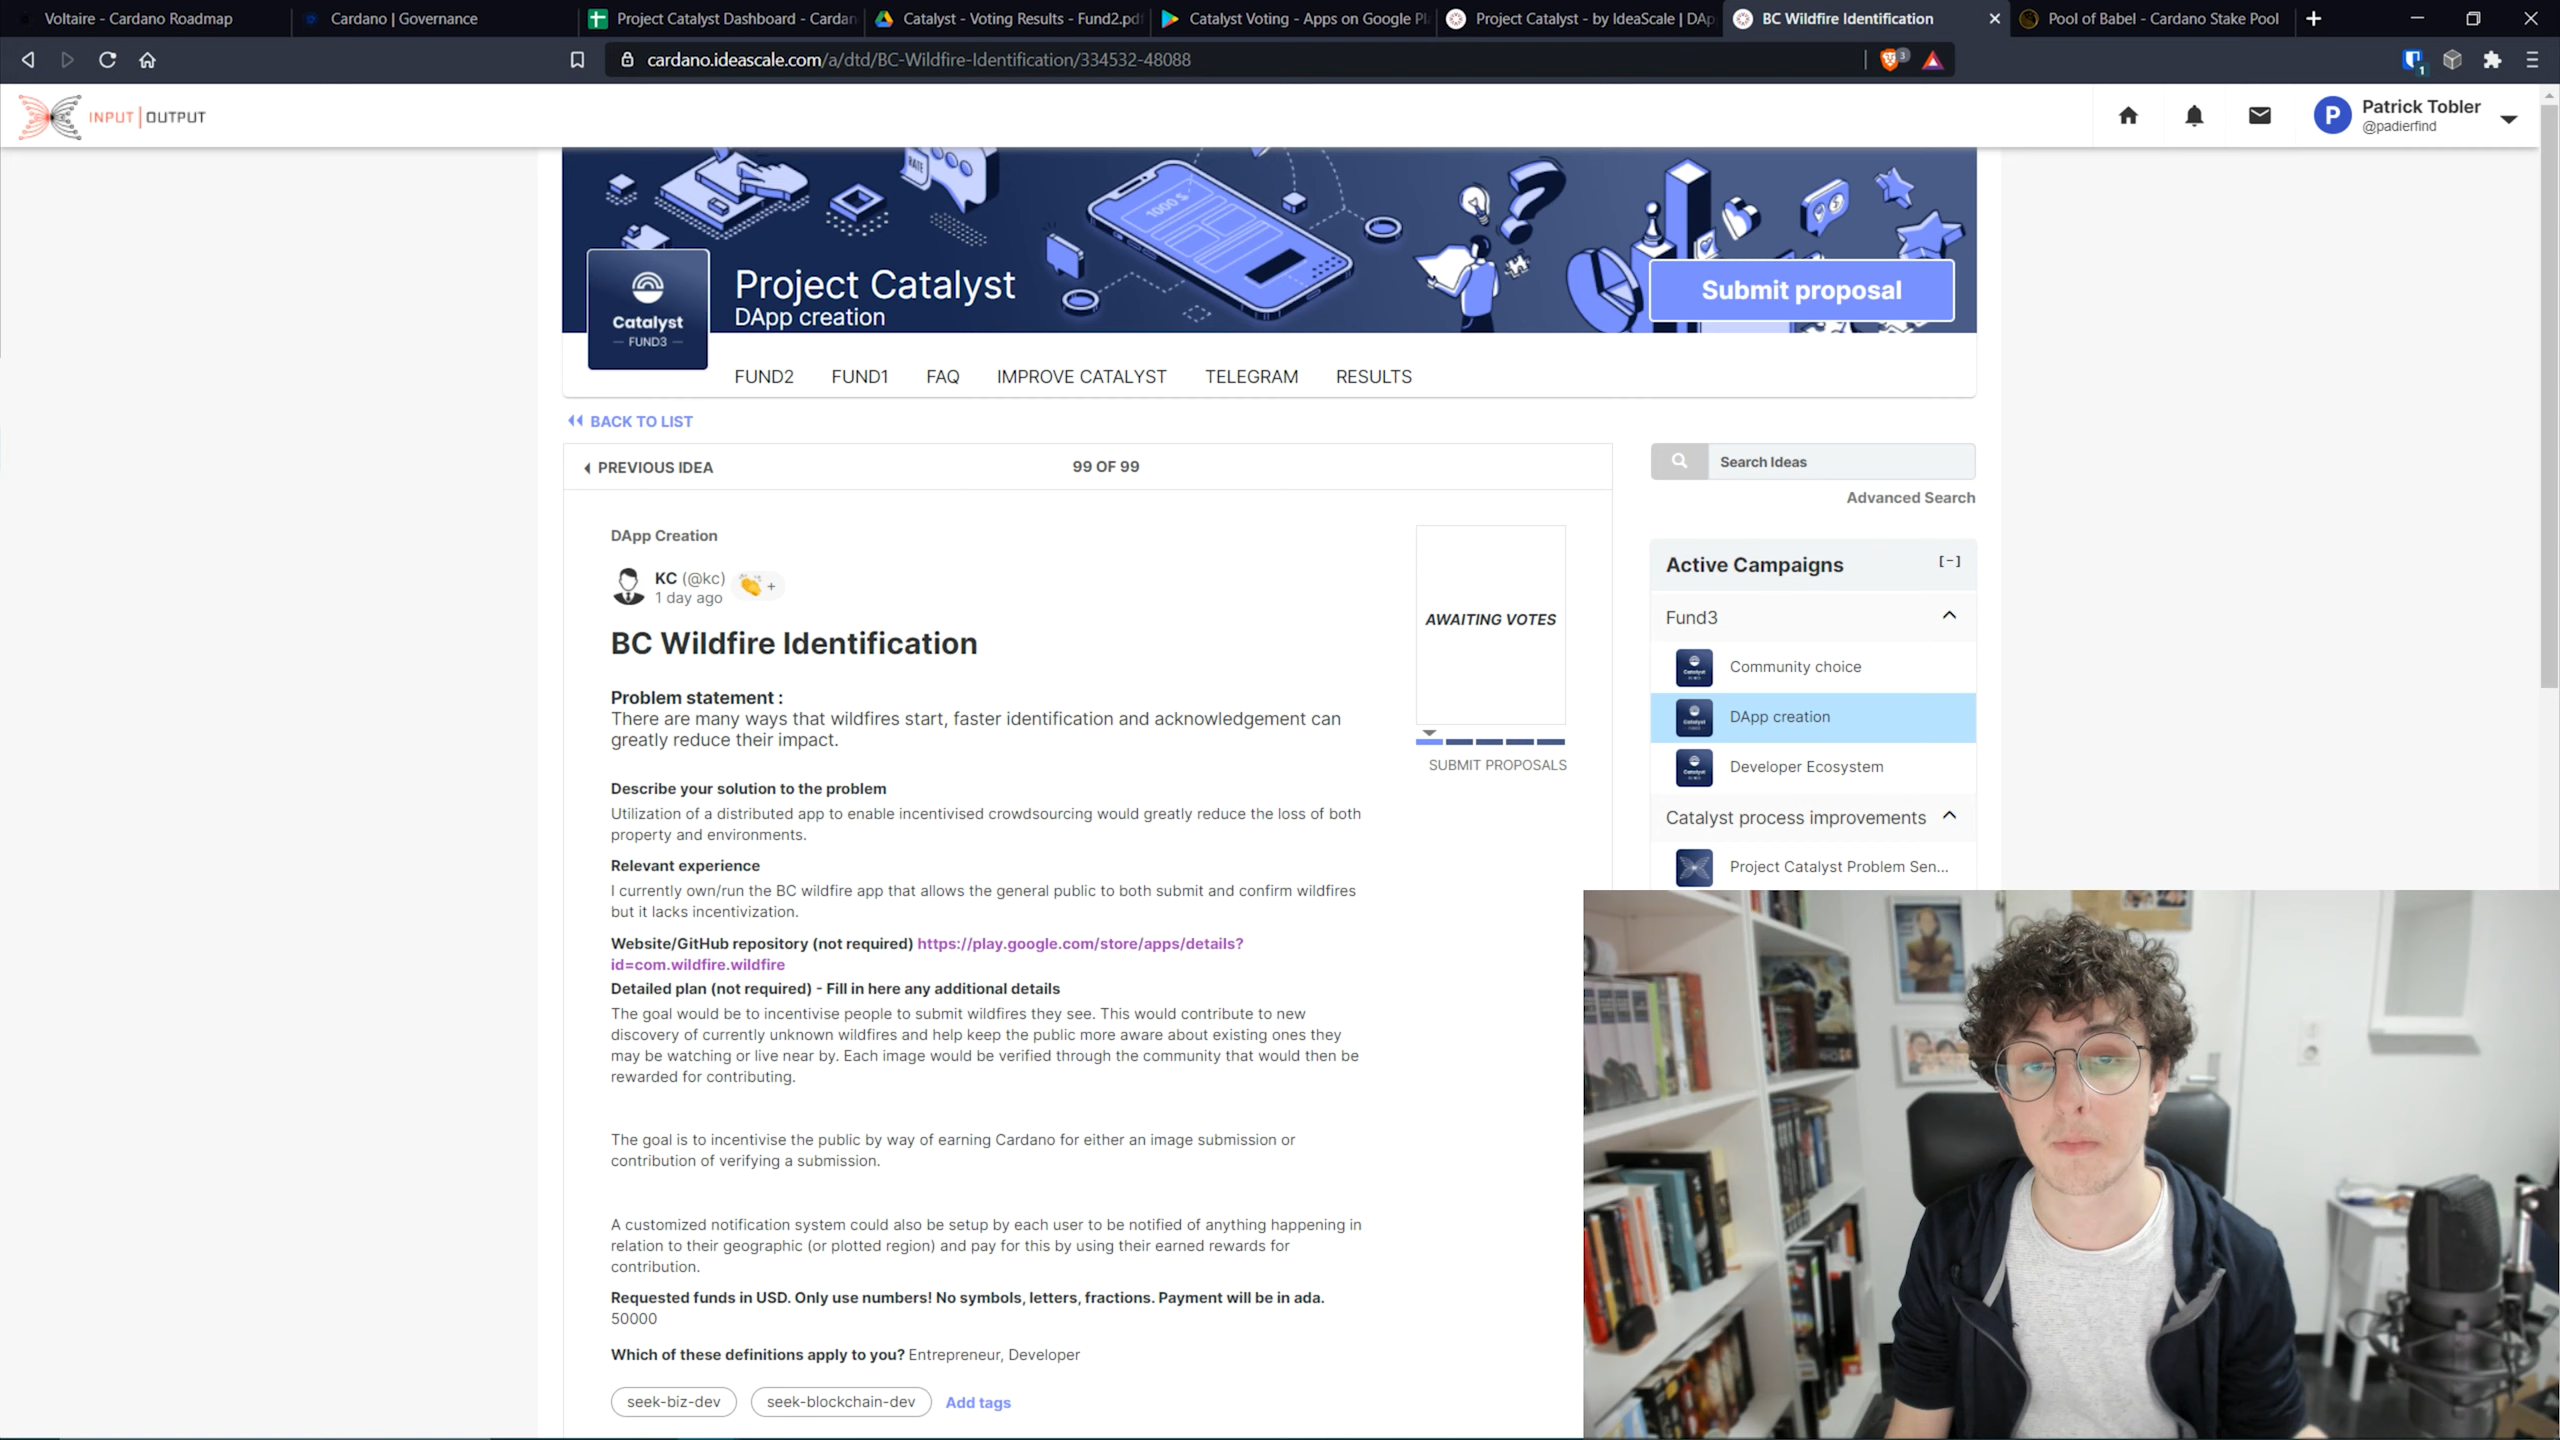 Voltaire - Cardano Roadmap
Cardano | Governance
Project Catalyst Dashboard - Cardan
Catalyst - Voting Results - Fund2.pdf
Catalyst Voting - Apps on Google Pl
Project Catalyst - by IdeaScale | DAp
BC Wildfire Identification
Pool of Babel - Cardano Stake Pool
cardano.ideascale.com/a/dtd/BC-Wildfire-Identification/334532-48088
3
1
INPUT | OUTPUT
P
Patrick Tobler
@padierfind
RATE
1000 $
Project Catalyst
DApp creation
Submit proposal
Catalyst
— FUND3 —
FUND2
FUND1
FAQ
IMPROVE CATALYST
TELEGRAM
RESULTS
BACK TO LIST
PREVIOUS IDEA
99 OF 99
Search Ideas
Advanced Search
DApp Creation
KC (@kc)
+
1 day ago
AWAITING VOTES
SUBMIT PROPOSALS
BC Wildfire Identification
Problem statement :
There are many ways that wildfires start, faster identification and acknowledgement can
greatly reduce their impact.
Describe your solution to the problem
Utilization of a distributed app to enable incentivised crowdsourcing would greatly reduce the loss of both
property and environments.
Relevant experience
I currently own/run the BC wildfire app that allows the general public to both submit and confirm wildfires
but it lacks incentivization.
Website/GitHub repository (not required) https://play.google.com/store/apps/details?
id=com.wildfire.wildfire
Detailed plan (not required) - Fill in here any additional details
The goal would be to incentivise people to submit wildfires they see. This would contribute to new
discovery of currently unknown wildfires and help keep the public more aware about existing ones they
may be watching or live near by. Each image would be verified through the community that would then be
rewarded for contributing.
The goal is to incentivise the public by way of earning Cardano for either an image submission or
contribution of verifying a submission.
A customized notification system could also be setup by each user to be notified of anything happening in
relation to their geographic (or plotted region) and pay for this by using their earned rewards for
contribution.
Requested funds in USD. Only use numbers! No symbols, letters, fractions. Payment will be in ada.
50000
Which of these definitions apply to you? Entrepreneur, Developer
seek-biz-dev
seek-blockchain-dev
Add tags
Active Campaigns
[-]
Fund3
Catalyst
Community choice
Catalyst
DApp creation
Catalyst
Developer Ecosystem
Catalyst process improvements
Project Catalyst Problem Sen...